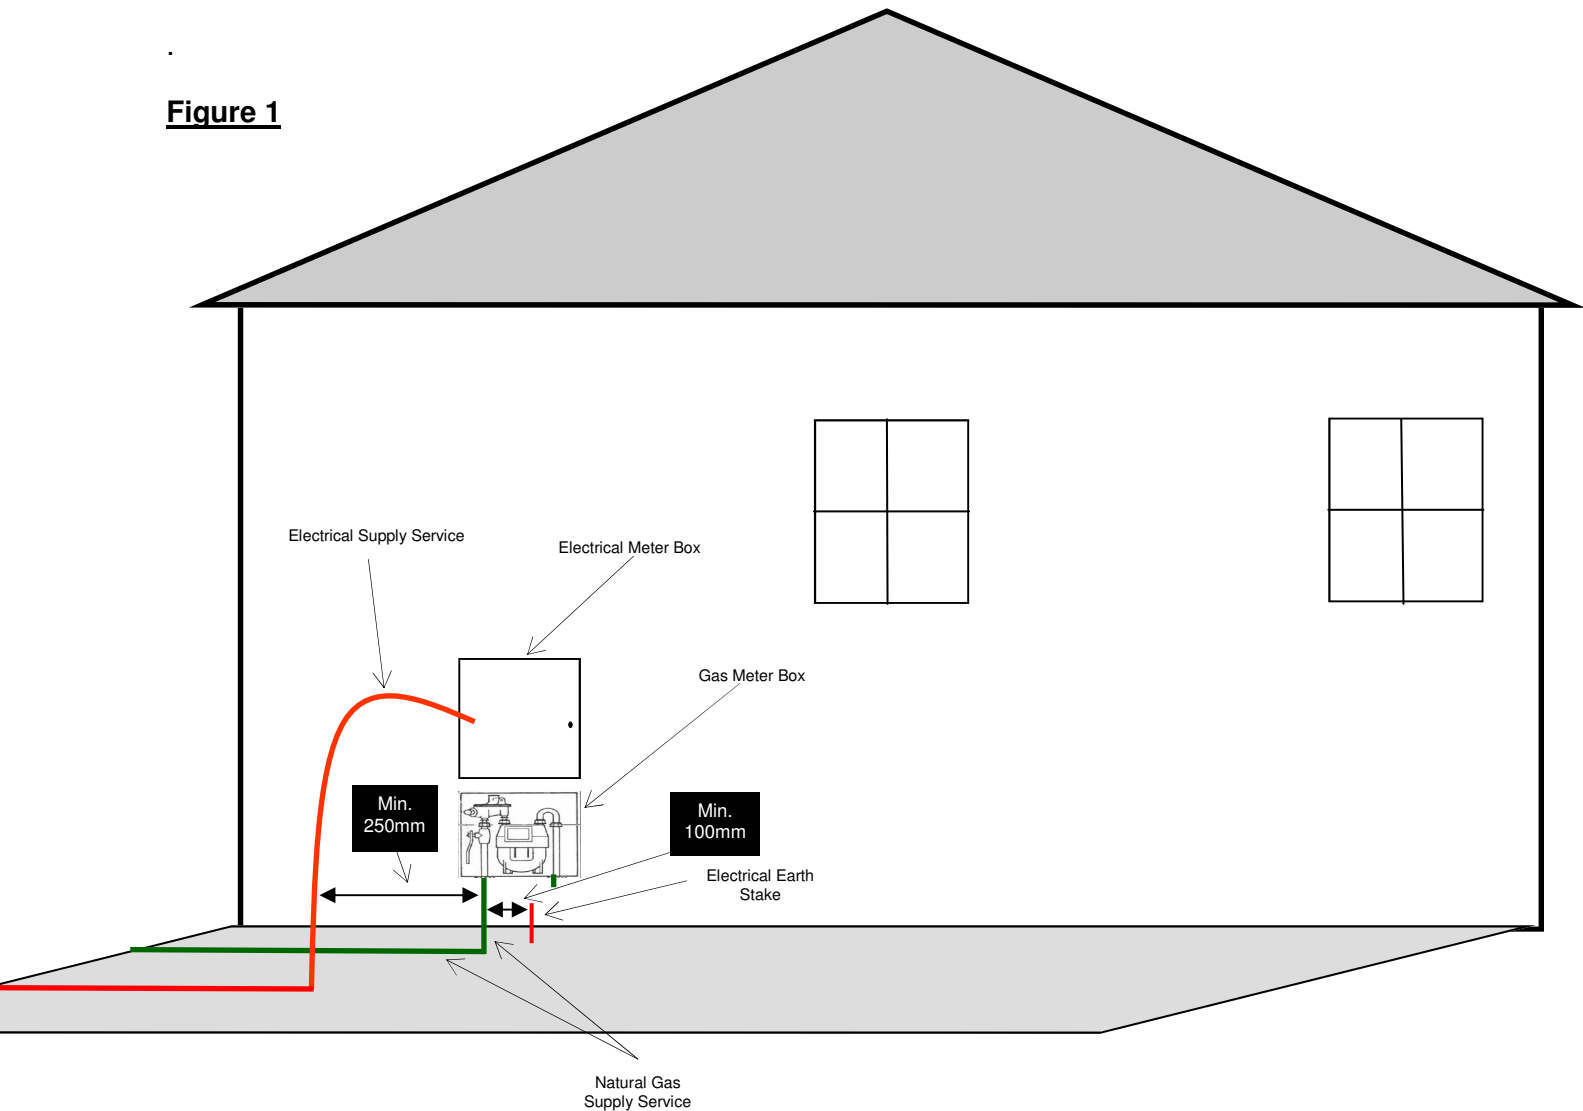 .
Figure 1
Electrical Supply Service
Electrical Meter Box
Gas Meter Box
Min.
250mm
Min.
100mm
Electrical Earth
Stake
Natural Gas
Supply Service